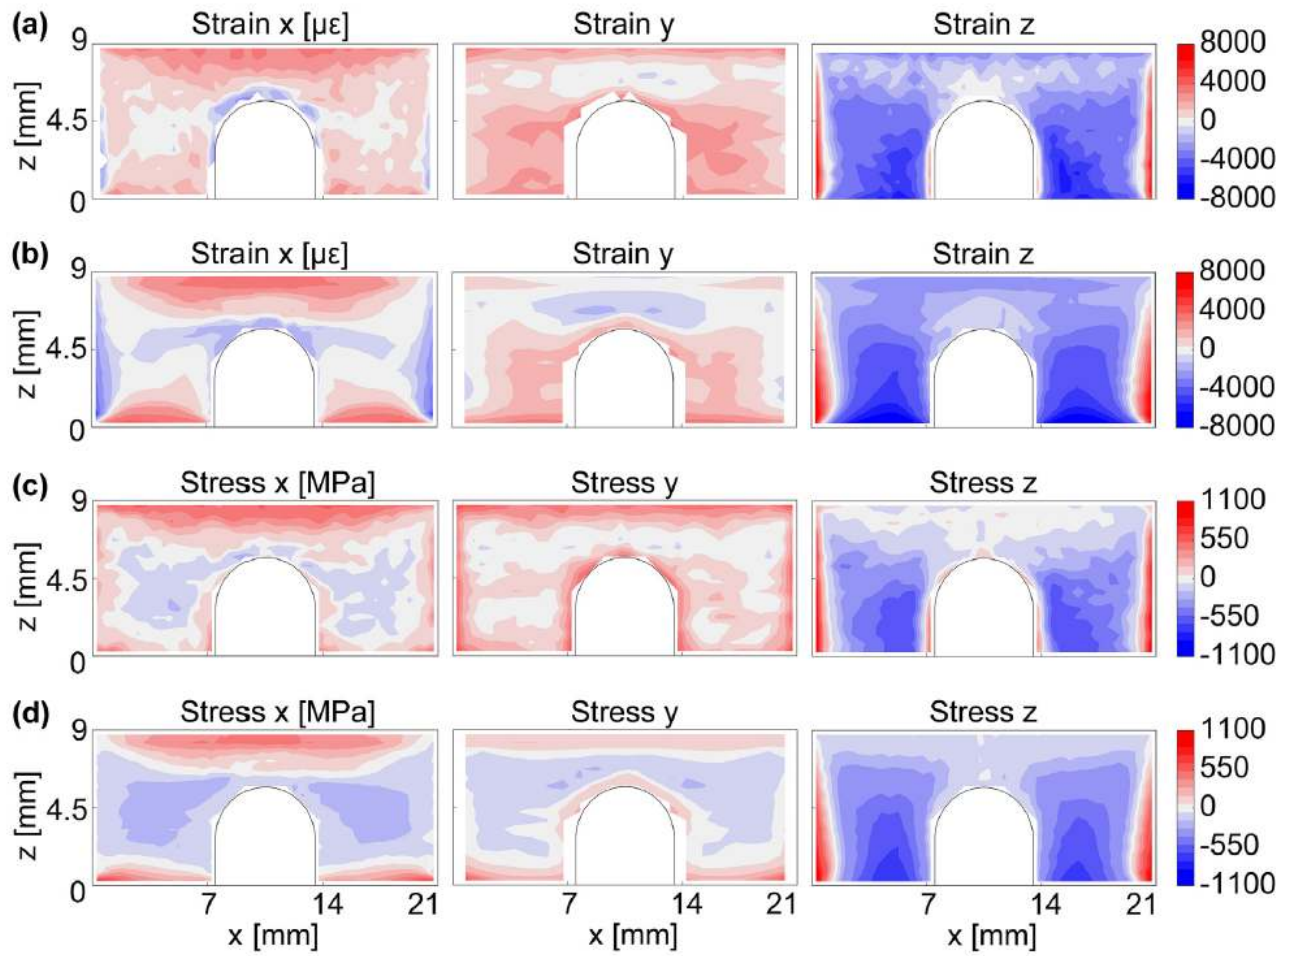 (a) Strain x [µε] Strain y Strain z
9 8000
4000
z [mm] 4.5 0
-4000
0 -8000
(b) Strain x [µε] Strain y Strain z
9 8000
4000
z [mm] 4.5 0
-4000
0 -8000
(c) Stress x [MPa] Stress y Stress z
9 1100
550
z [mm] 4.5 0
-550
0 -1100
(d) Stress x [MPa] Stress y Stress z
9 1100
550
z [mm] 4.5 0
-550
0 -1100
7 14 21 7 14 7 14 21
x [mm] x [mm] x [mm]